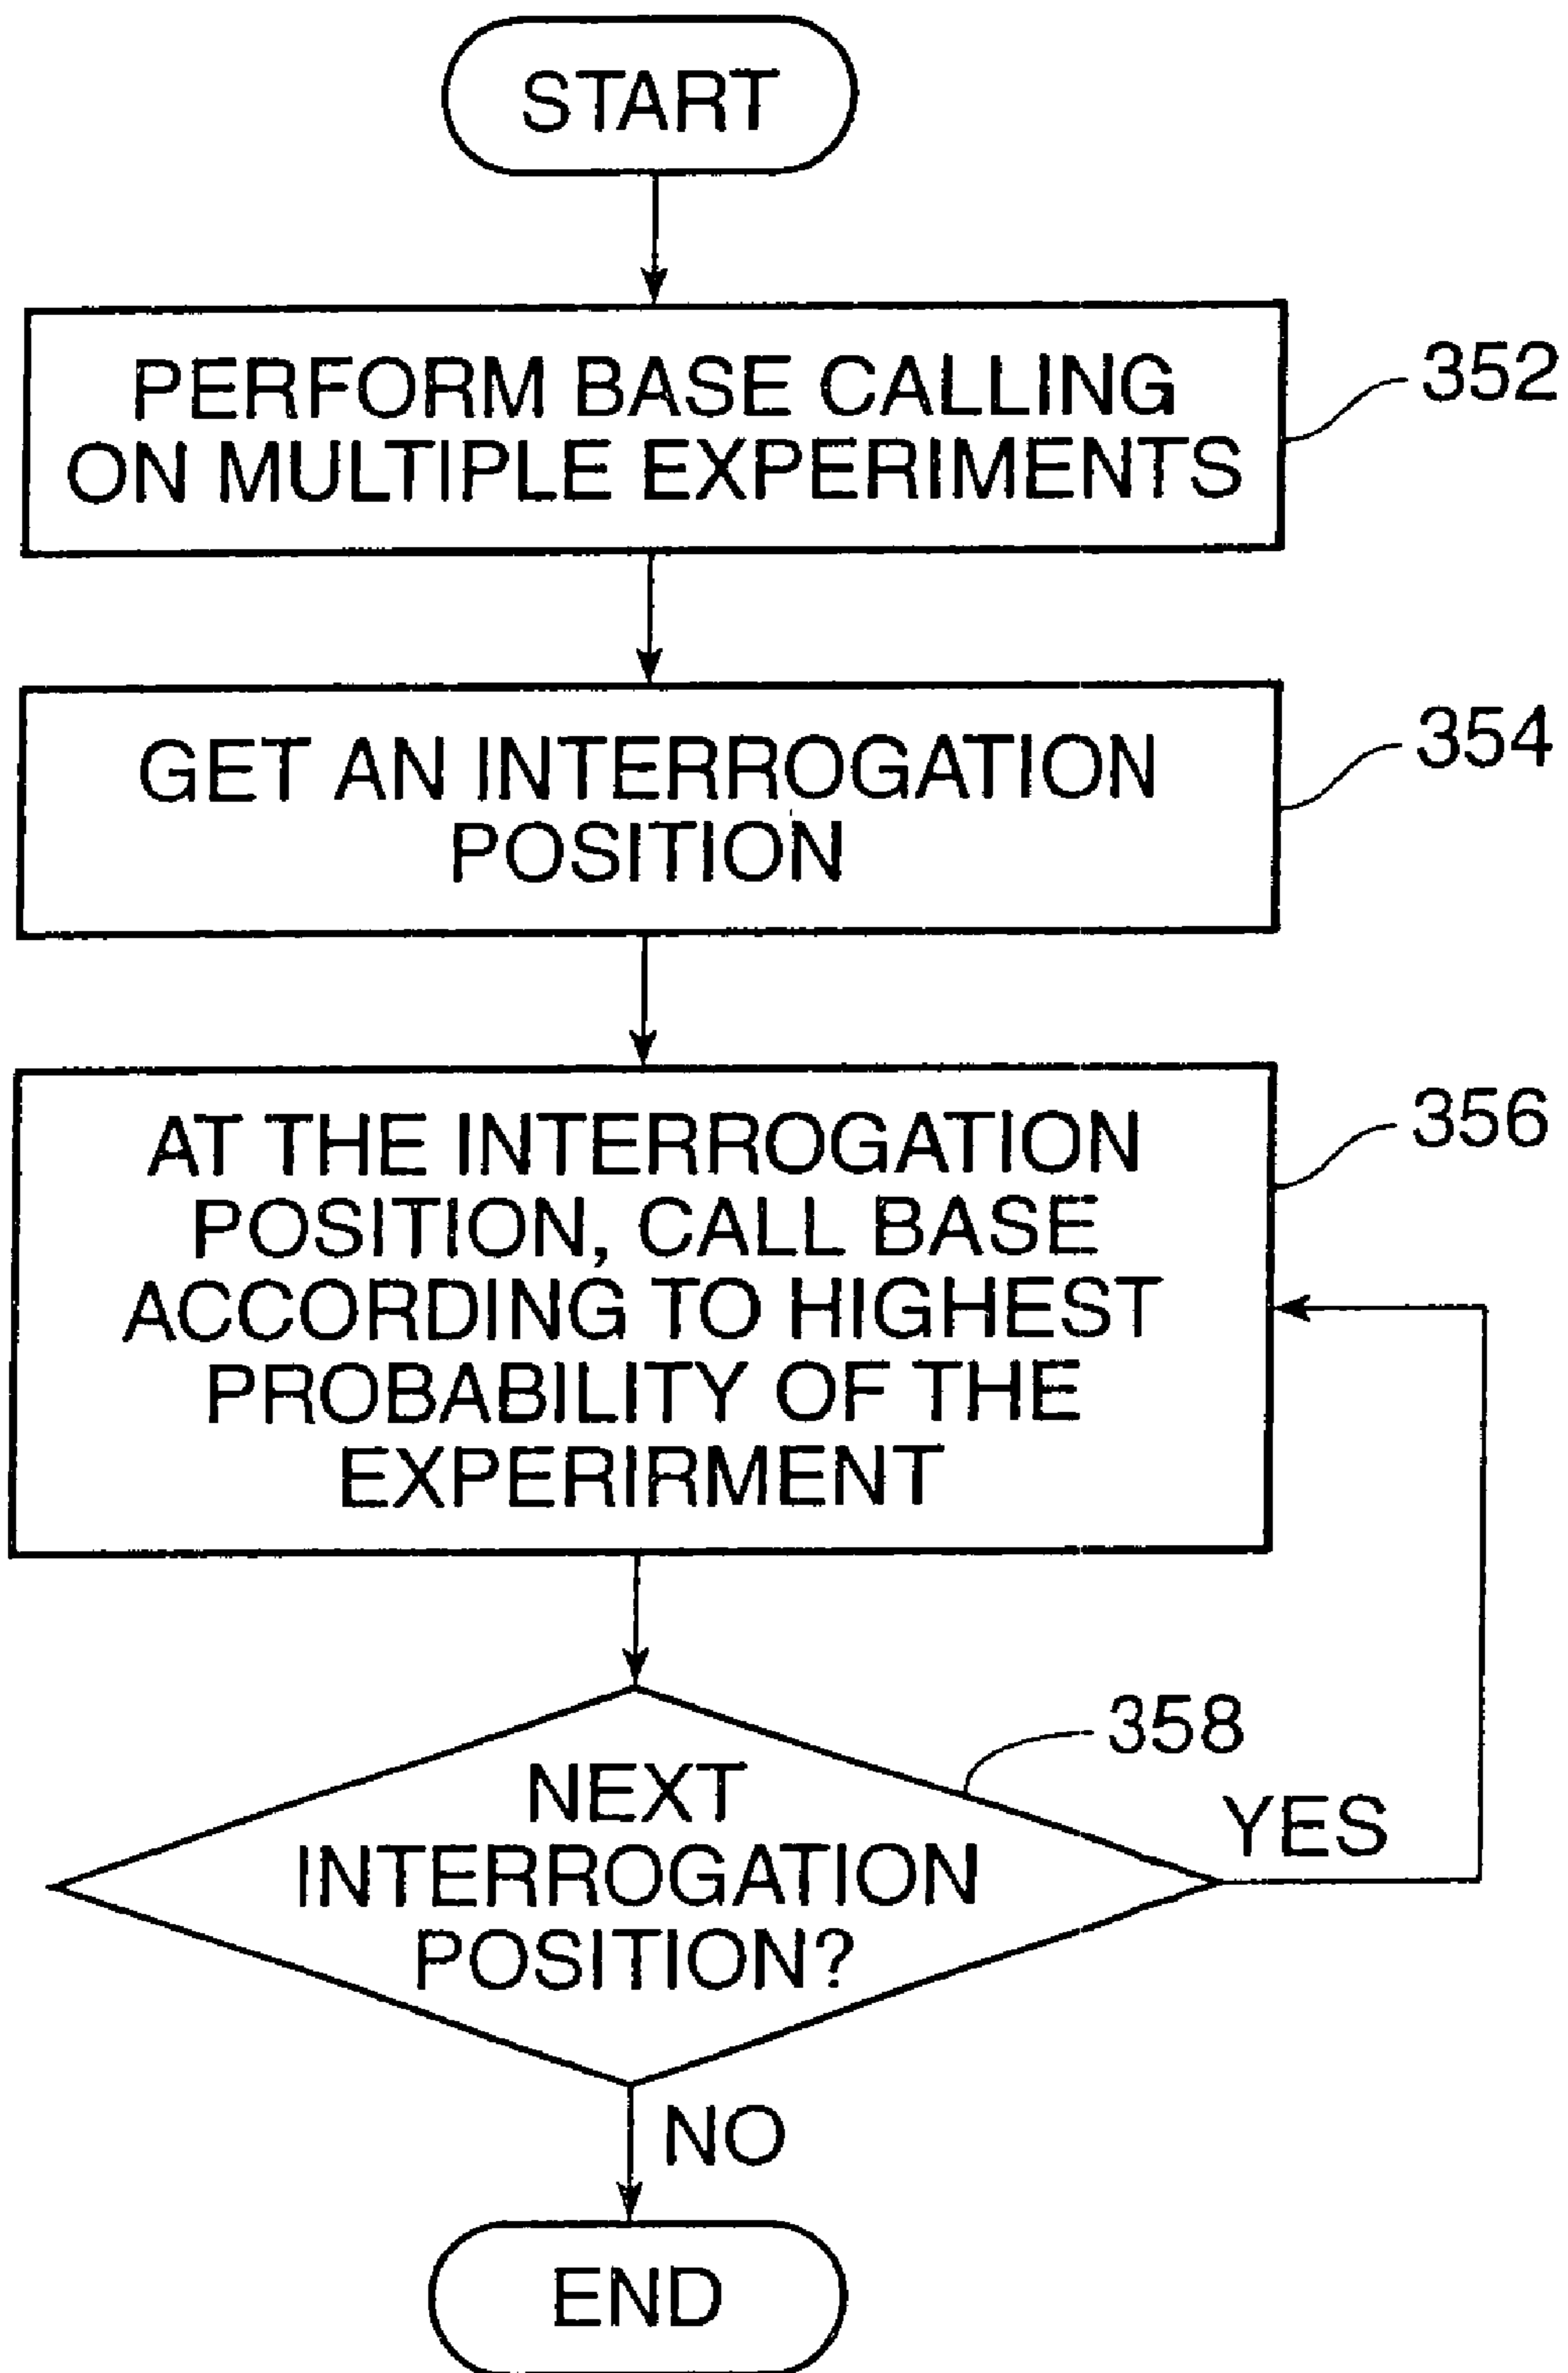 START
PERFORM BASE CALLING
ON MULTIPLE EXPERIMENTS
352
GET AN INTERROGATION
POSITION
354
AT THE INTERROGATION
POSITION, CALL BASE
ACCORDING TO HIGHEST
PROBABILITY OF THE
EXPERIRMENT
356
NEXT
INTERROGATION
POSITION?
358
YES
NO
END